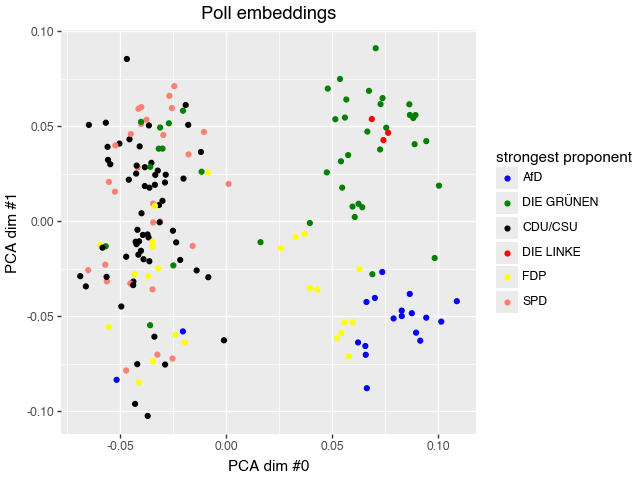 Poll embeddings
0.10
0.05
0.00
-0.05
-0.10
PCA dim #1
-0.05
0.00
0.05
0.10
PCA dim #0
strongest proponent
AfD
DIE GRÜNEN
CDU/CSU
DIE LINKE
FDP
SPD